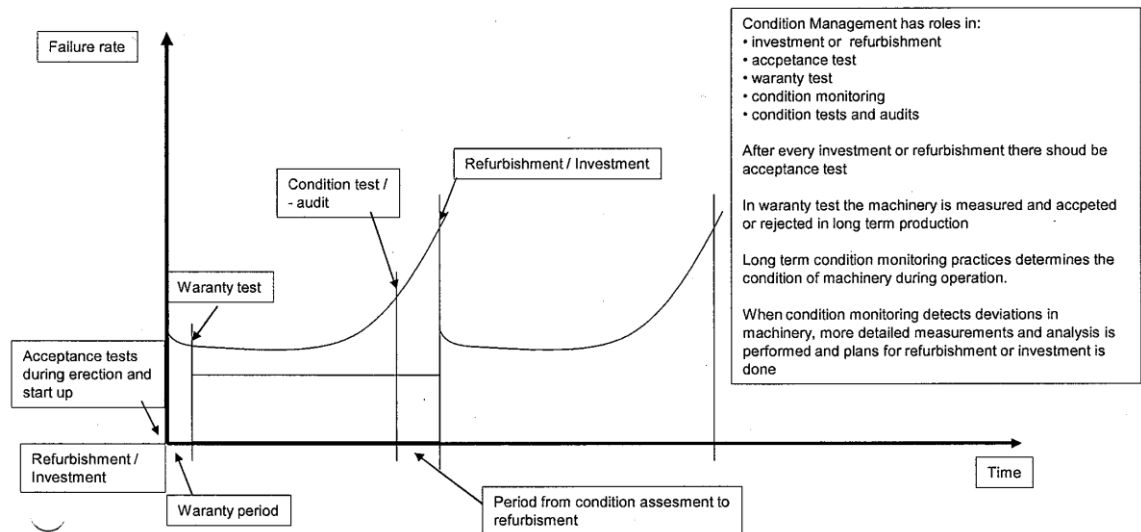 Failure rate
Condition Management has roles in:
• investment or refurbishment
• accpetance test
• waranty test
• condition monitoring
• condition tests and audits
After every investment or refurbishment there shoud be
acceptance test
In waranty test the machinery is measured and accpeted
or rejected in long term production
Long term condition monitoring practices determines the
condition of machinery during operation.
When condition monitoring detects deviations in
machinery, more detailed measurements and analysis is
performed and plans for refurbishment or investment is
done
Refurbishment / Investment
Condition test /
- audit
Waranty test
Acceptance tests
during erection and
start up
Refurbishment /
Investment
Waranty period
Period from condition assesment to
refurbisment
Time